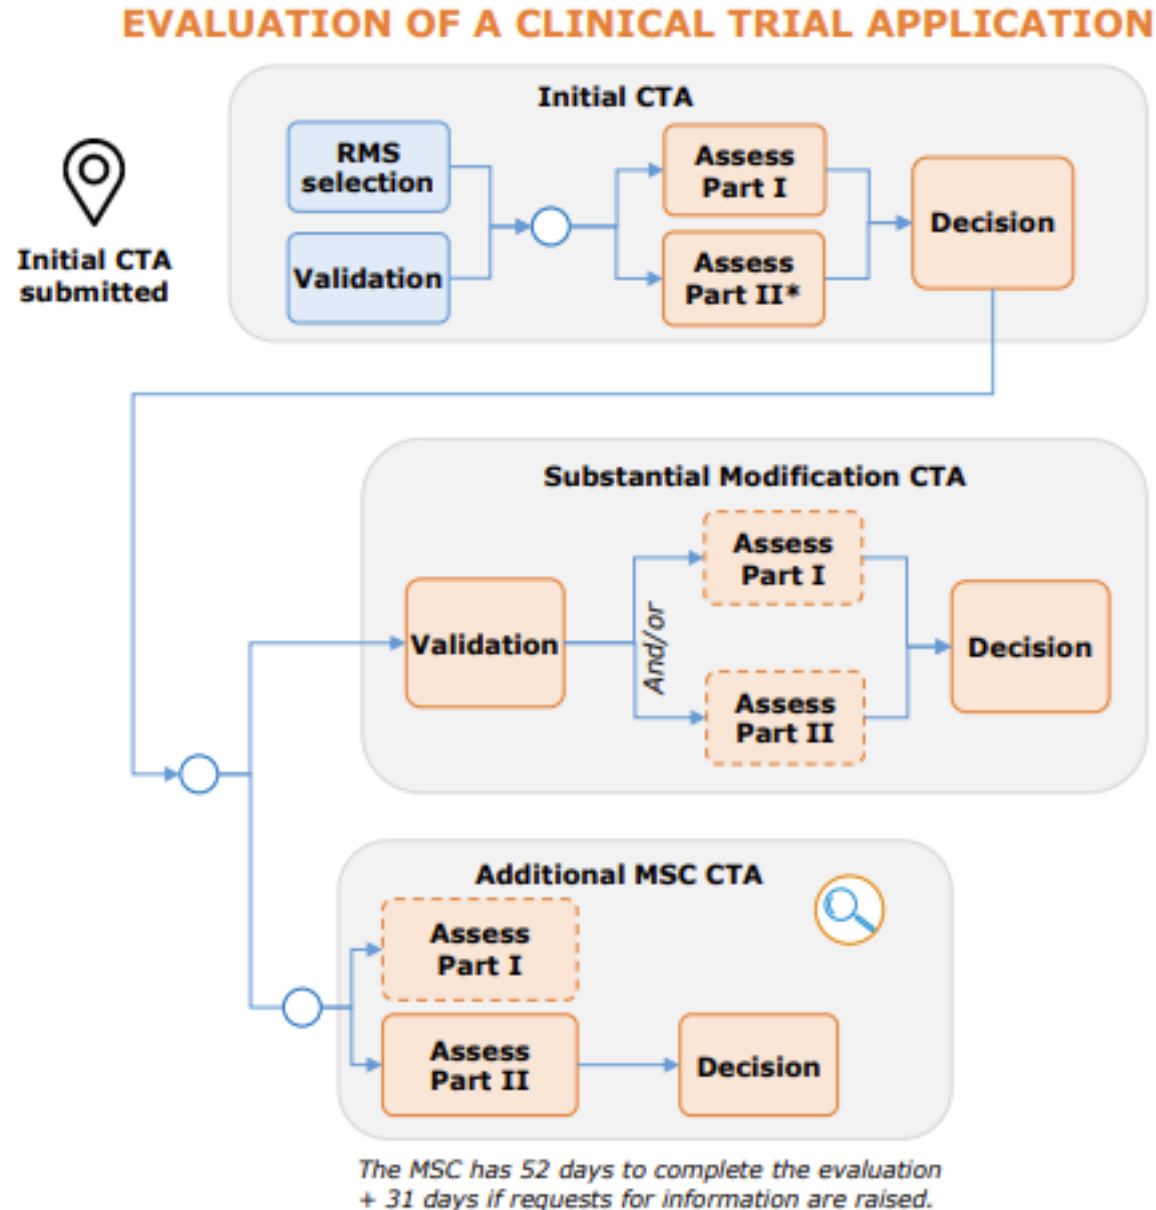 EVALUATION OF A CLINICAL TRIAL APPLICATION
Initial CTA
submitted
Initial CTA
RMS
selection
Validation
Assess
Part I
Assess
Part II*
Decision
Substantial Modification CTA
Validation
And/or
Assess
Part I
Assess
Part II
Decision
Additional MSC CTA
Assess
Part I
Assess
Part II
Decision
The MSC has 52 days to complete the evaluation
+ 31 days if requests for information are raised.